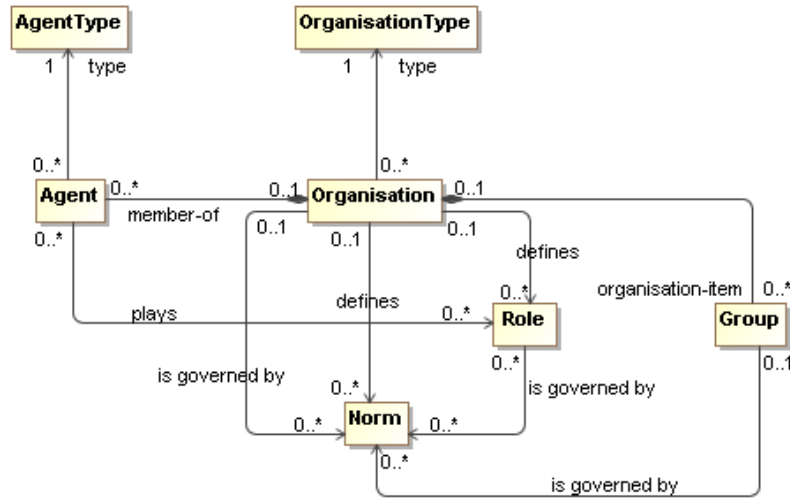 AgentType OrganisationType
1 type 1 type
0..* 0..*
Agent 0..* 0..1 Organisation 0..1
member-of
0..* 0..1 0..1 0..1
defines
organisation-item 0..*
plays defines 0..* 0..* Role Group
is governed by 0..* 0..* is governed by 0..1
0..* Norm 0..*
0..*
is governed by